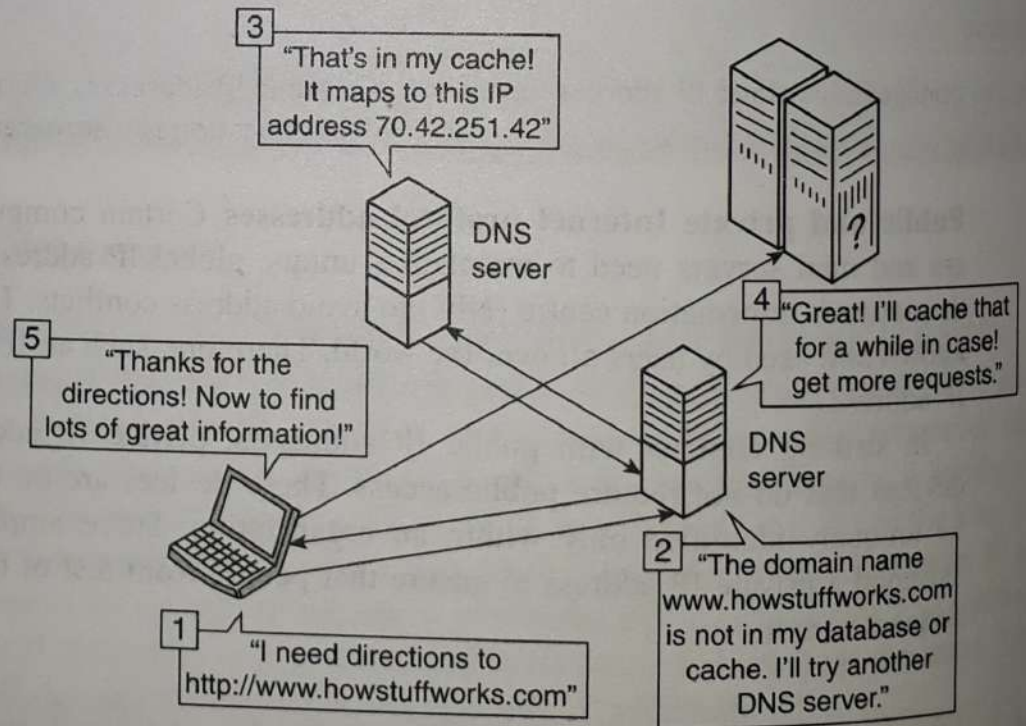 3
"That's in my cache!
It maps to this IP
address 70.42.251.42"
DNS
server
?
4
"Great! I'll cache that
for a while in case!
get more requests."
5
"Thanks for the
directions! Now to find
lots of great information!"
DNS
server
2
"The domain name
www.howstuffworks.com
is not in my database or
cache. I'll try another
DNS server."
1
"I need directions to
http://www.howstuffworks.com"